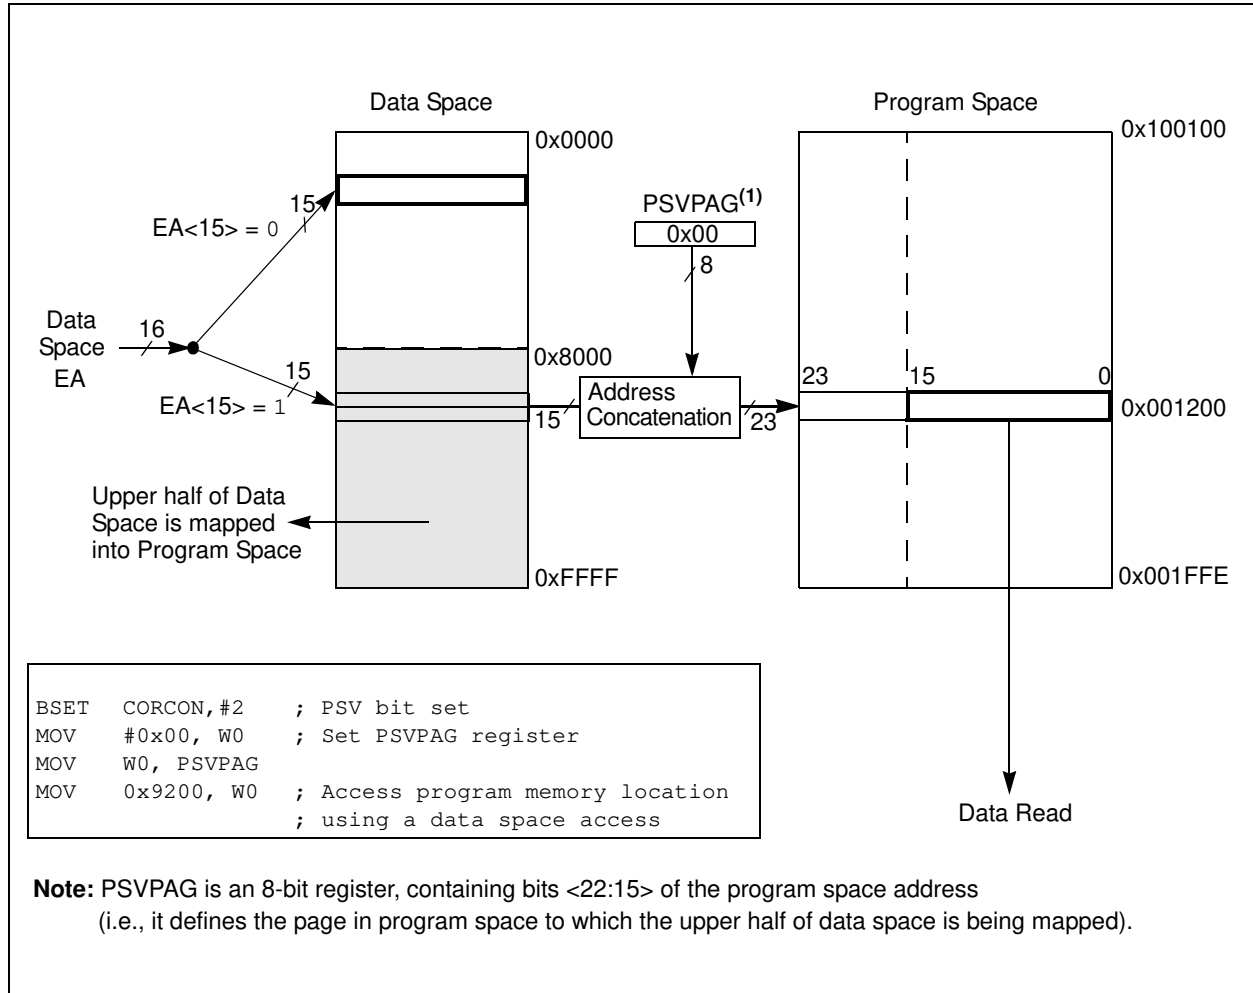 Data Space
Program Space
0x0000
0x100100
15
EA<15> = 0
PSVPAG(1)
0x00
8
Data
Space
EA
16
0x8000
15
EA<15> = 1
15
Address
Concatenation
23
23 15 0
0x001200
Upper half of Data
Space is mapped
into Program Space
0xFFFF
0x001FFE
BSET CORCON,#2 ; PSV bit set
MOV #0x00, W0 ; Set PSVPAG register
MOV W0, PSVPAG
MOV 0x9200, W0 ; Access program memory location
; using a data space access
Data Read
Note: PSVPAG is an 8-bit register, containing bits <22:15> of the program space address
(i.e., it defines the page in program space to which the upper half of data space is being mapped).